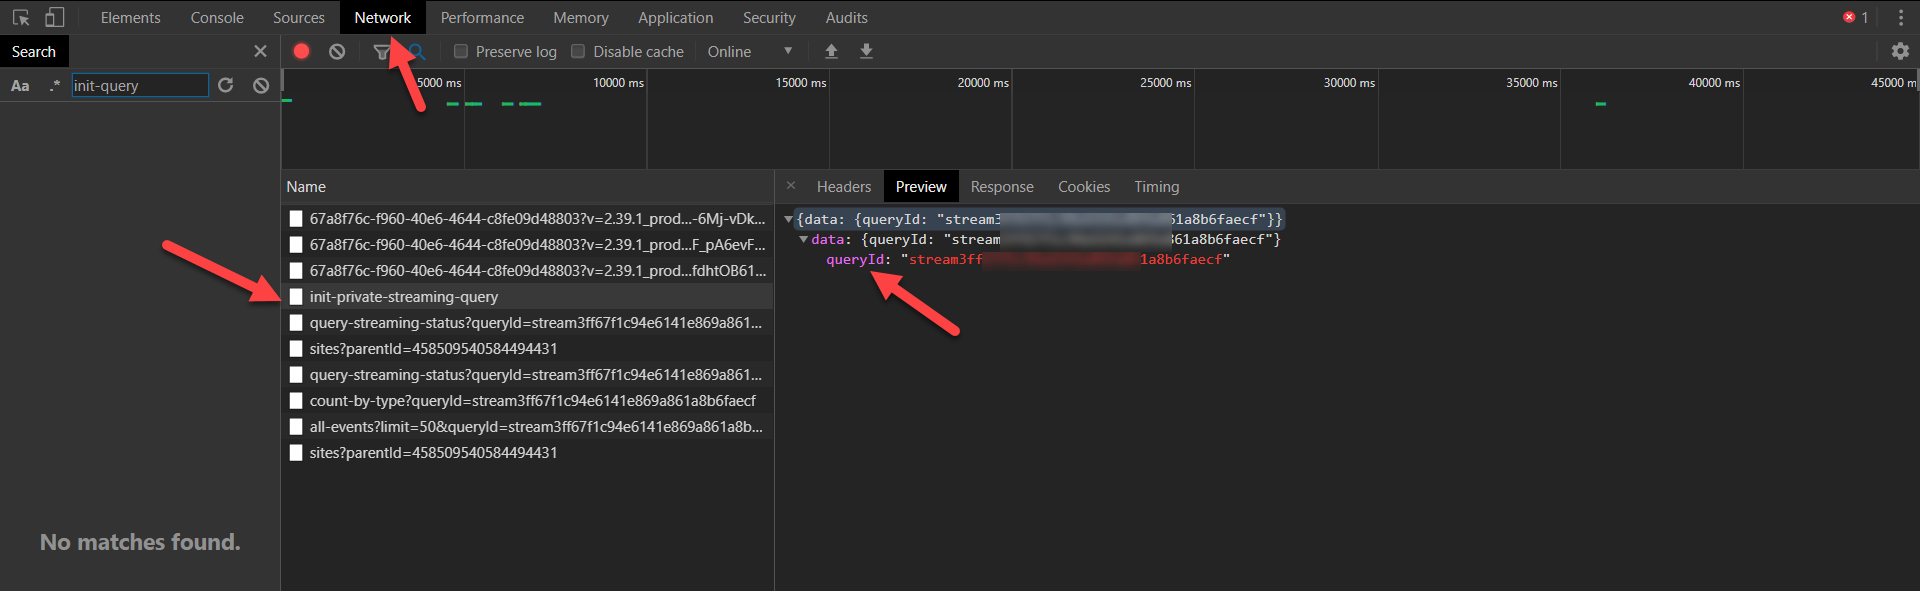 Elements Console Sources Network Performance Memory Application Security Audits 1
Search Preserve log Disable cache Online
Aa .* init-query
5000 ms 10000 ms 15000 ms 20000 ms 25000 ms 30000 ms 35000 ms 40000 ms 45000 m
Name
Headers Preview Response Cookies Timing
67a8f76c-f960-40e6-4644-c8fe09d48803?v=2.39.1_prod...-6Mj-vDk...
67a8f76c-f960-40e6-4644-c8fe09d48803?v=2.39.1_prod...F_pA6evF...
67a8f76c-f960-40e6-4644-c8fe09d48803?v=2.39.1_prod...fdhtOB61...
init-private-streaming-query
query-streaming-status?queryId=stream3ff67f1c94e6141e869a861...
sites?parentId=458509540584494431
query-streaming-status?queryId=stream3ff67f1c94e6141e869a861...
count-by-type?queryId=stream3ff67f1c94e6141e869a861a8b6faecf
all-events?limit=50&queryId=stream3ff67f1c94e6141e869a861a8b...
sites?parentId=458509540584494431
{data: {queryId: "stream3 61a8b6faecf"}}
data: {queryId: "stream 861a8b6faecf"}
queryId: "stream3ff 1a8b6faecf"
No matches found.